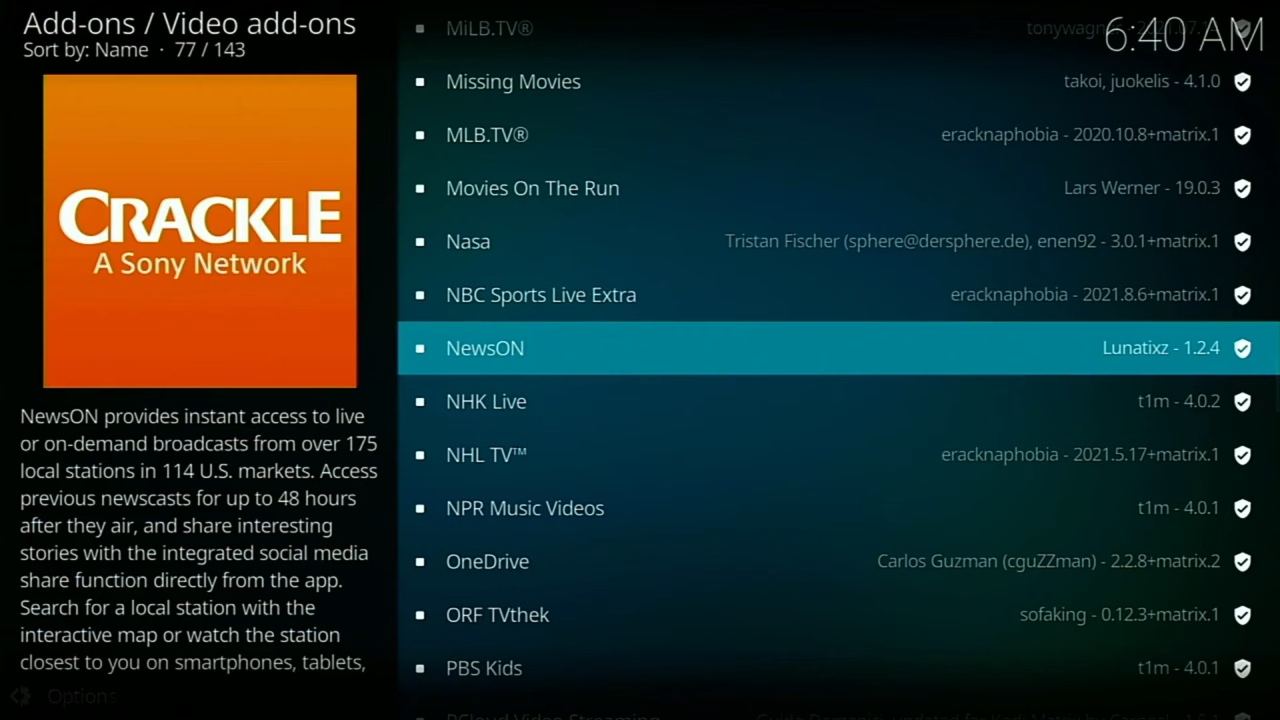 Add-ons / Video add-ons
Sort by: Name · 77 / 143
6:40 AM
CRACKLE
A Sony Network
NewsON provides instant access to live
or on-demand broadcasts from over 175
local stations in 114 U.S. markets. Access
previous newscasts for up to 48 hours
after they air, and share interesting
stories with the integrated social media
share function directly from the app.
Search for a local station with the
interactive map or watch the station
closest to you on smartphones, tablets,
Options
MiLB.TV®
Missing Movies takoi, juokelis - 4.1.0
MLB.TV® eracknaphobia - 2020.10.8+matrix.1
Movies On The Run Lars Werner - 19.0.3
Nasa Tristan Fischer (sphere@dersphere.de), enen92 - 3.0.1+matrix.1
NBC Sports Live Extra eracknaphobia - 2021.8.6+matrix.1
NewsON Lunatixz - 1.2.4
NHK Live t1m - 4.0.2
NHL TV™ eracknaphobia - 2021.5.17+matrix.1
NPR Music Videos t1m - 4.0.1
OneDrive Carlos Guzman (cguZZman) - 2.2.8+matrix.2
ORF TVthek sofaking - 0.12.3+matrix.1
PBS Kids t1m - 4.0.1